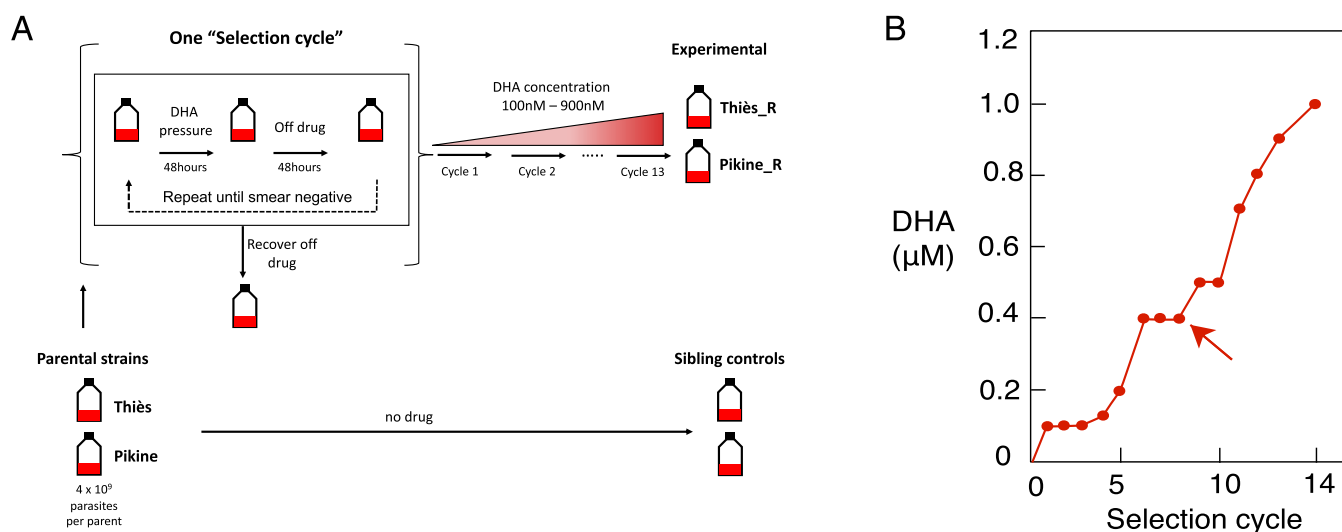 A
One “Selection cycle”
DHA
pressure
48hours
Off drug
48hours
Repeat until smear negative
Recover off
drug
DHA concentration
100nM – 900nM
Cycle 1
Cycle 2
.....
Cycle 13
Experimental
Thiès_R
Pikine_R
Parental strains
Thiès
Pikine
4 x 10⁹
parasites
per parent
no drug
Sibling controls
B
DHA
(µM)
1.2
1.0
0.8
0.6
0.4
0.2
0
0
5
10
14
Selection cycle